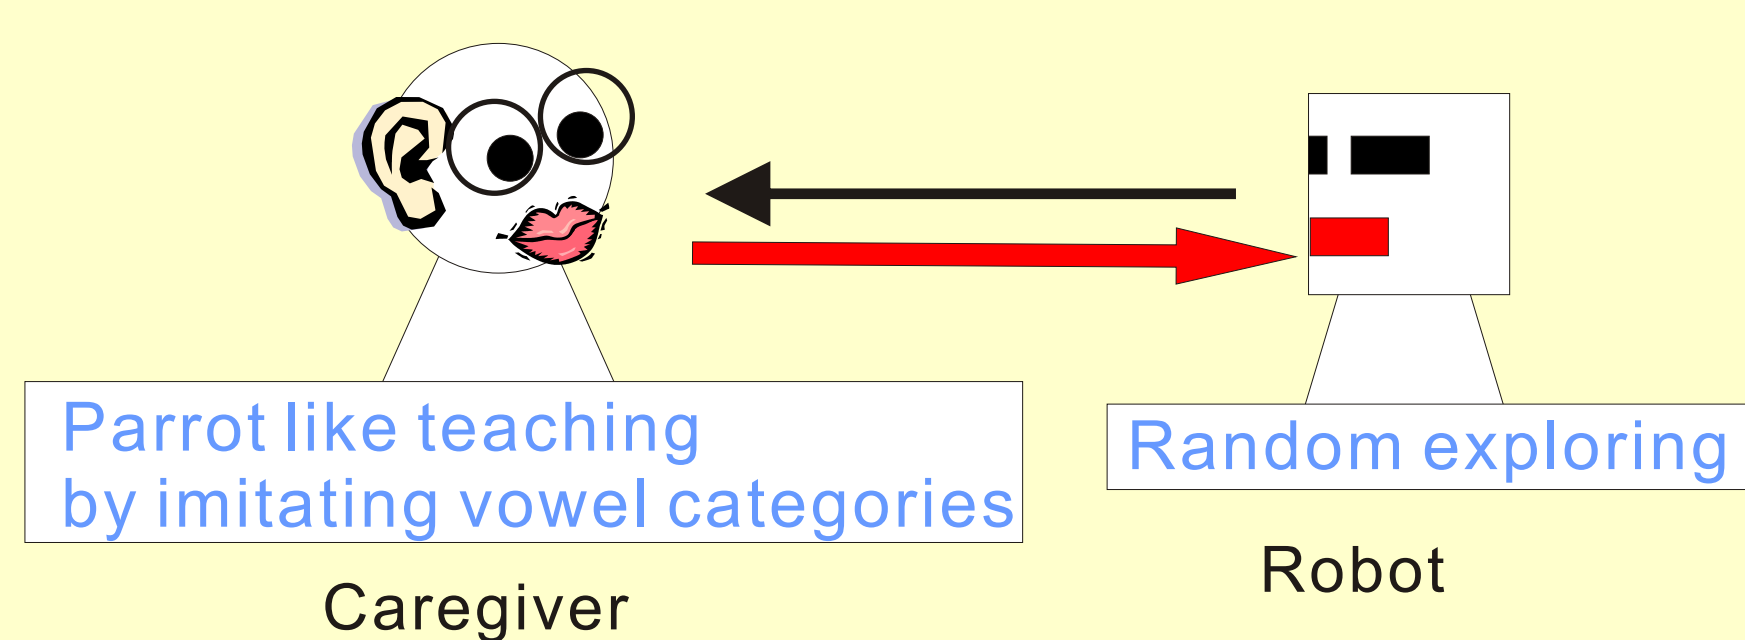 Parrot like teaching
by imitating vowel categories
Random exploring
Caregiver
Robot